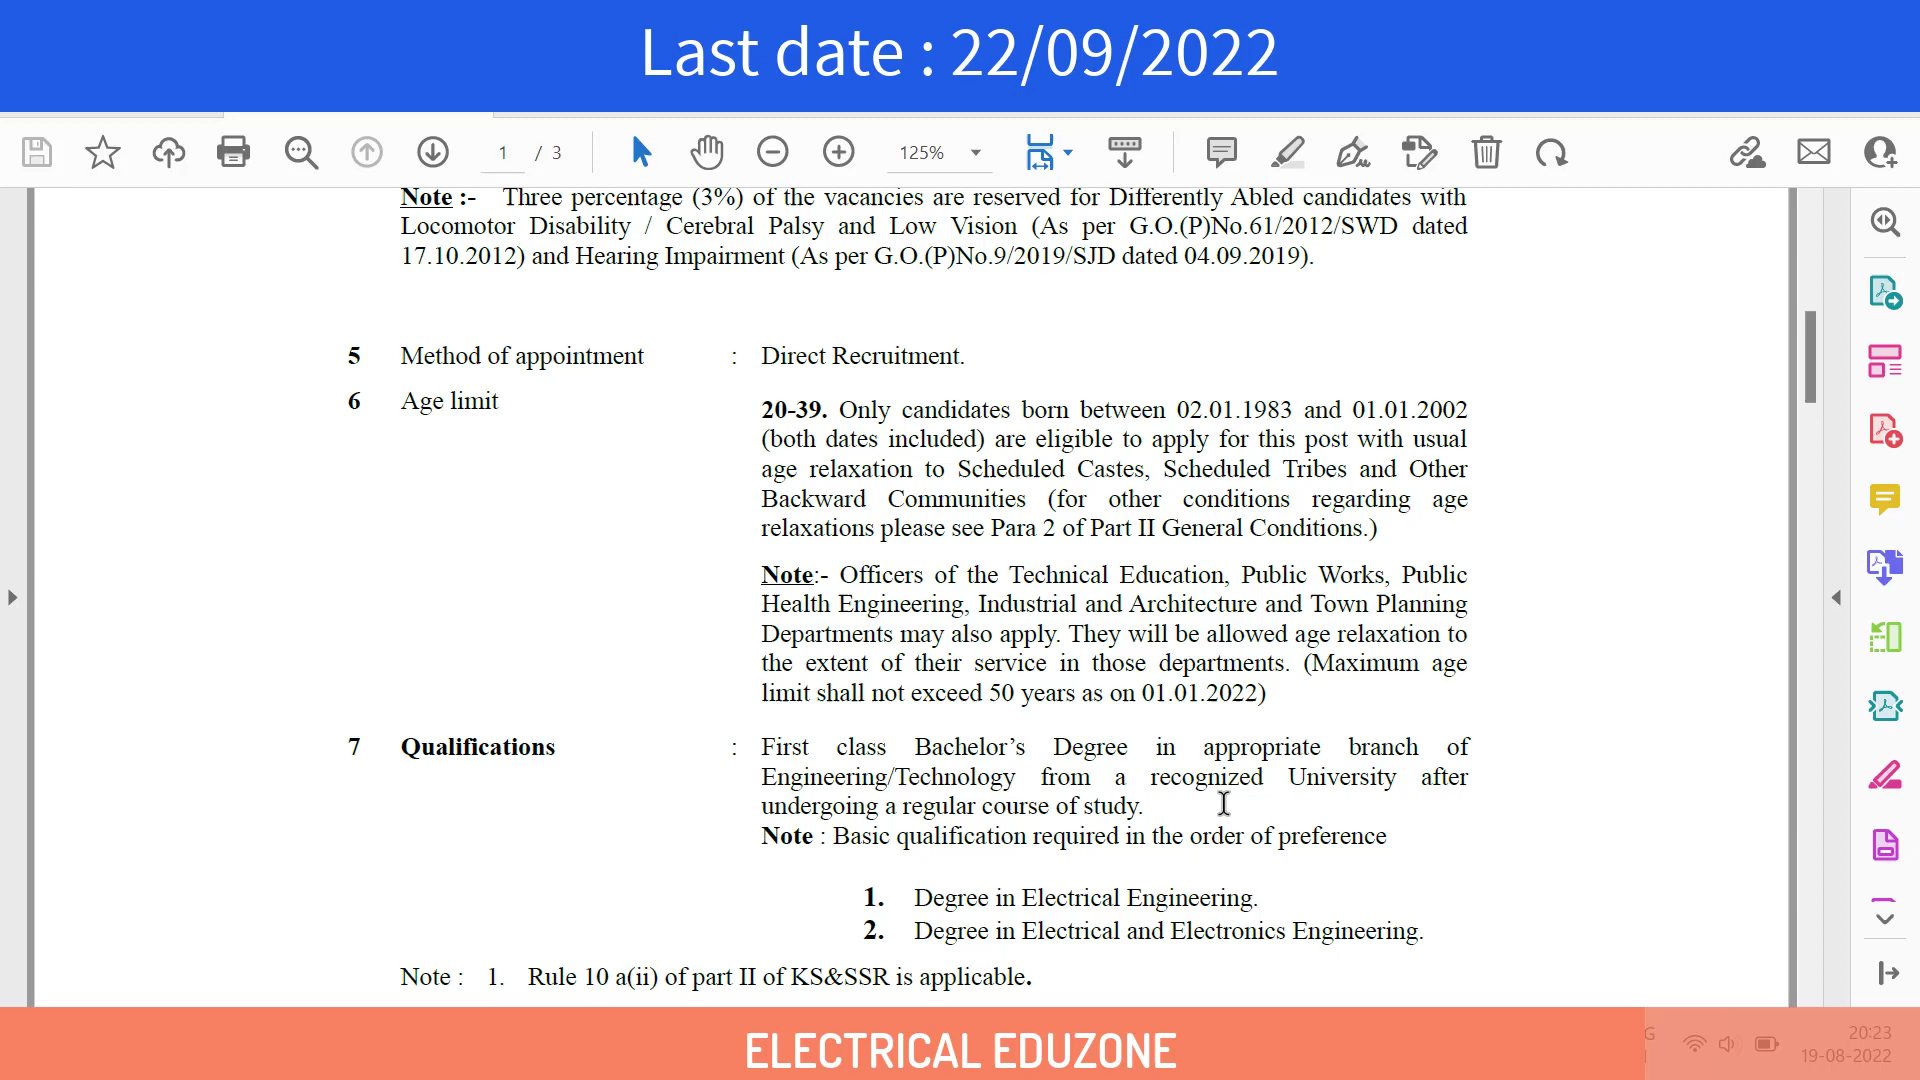 Last date : 22/09/2022
1 / 3
125%
Note :- Three percentage (3%) of the vacancies are reserved for Differently Abled candidates with
Locomotor Disability / Cerebral Palsy and Low Vision (As per G.O.(P)No.61/2012/SWD dated
17.10.2012) and Hearing Impairment (As per G.O.(P)No.9/2019/SJD dated 04.09.2019).
5 Method of appointment : Direct Recruitment.
6 Age limit
20-39. Only candidates born between 02.01.1983 and 01.01.2002
(both dates included) are eligible to apply for this post with usual
age relaxation to Scheduled Castes, Scheduled Tribes and Other
Backward Communities (for other conditions regarding age
relaxations please see Para 2 of Part II General Conditions.)
Note:- Officers of the Technical Education, Public Works, Public
Health Engineering, Industrial and Architecture and Town Planning
Departments may also apply. They will be allowed age relaxation to
the extent of their service in those departments. (Maximum age
limit shall not exceed 50 years as on 01.01.2022)
7 Qualifications : First class Bachelor's Degree in appropriate branch of
Engineering/Technology from a recognized University after
undergoing a regular course of study.
Note : Basic qualification required in the order of preference
1. Degree in Electrical Engineering.
2. Degree in Electrical and Electronics Engineering.
Note : 1. Rule 10 a(ii) of part II of KS&SSR is applicable.
ELECTRICAL EDUZONE
20:23
19-08-2022